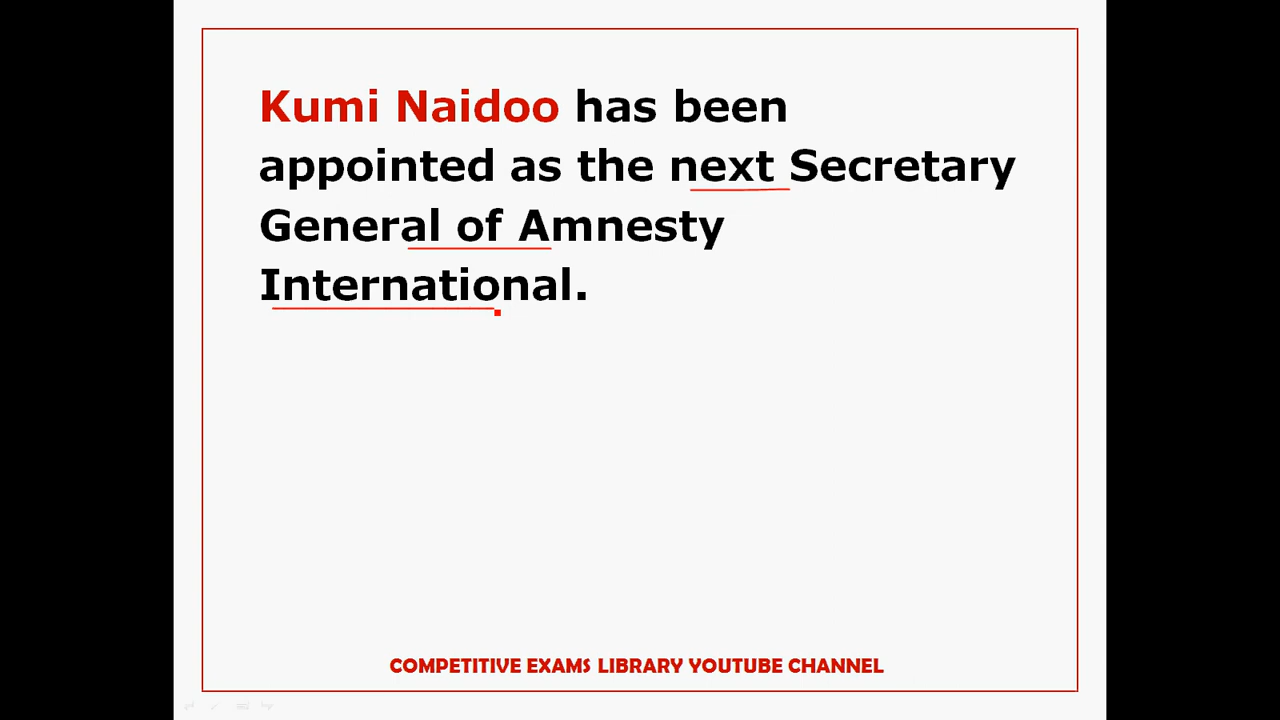 Kumi Naidoo has been
appointed as the next Secretary
General of Amnesty
International.
COMPETITIVE EXAMS LIBRARY YOUTUBE CHANNEL